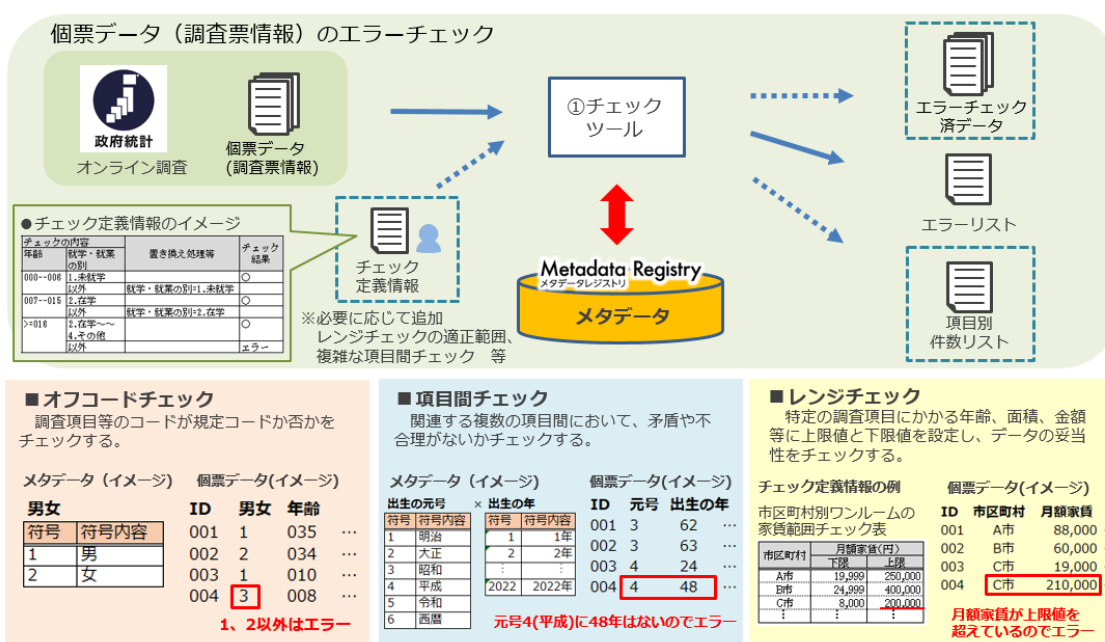 個票データ（調査票情報）のエラーチェック
政府統計
オンライン調査
個票データ
(調査票情報)
①チェック
ツール
エラーチェック
済データ
エラーリスト
項目別
件数リスト
●チェック定義情報のイメージ
チェックの内容
年齢 就学・就業の別 置き換え処理等 チェック結果
000--006 1.未就学 ○
以外 就学・就業の別=1.未就学
007--015 2.在学 ○
以外 就学・就業の別=2.在学
>=016 2.在学～～ ○
4.その他
以外 エラー
チェック
定義情報
※必要に応じて追加
レンジチェックの適正範囲、
複雑な項目間チェック　等
Metadata Registry
メタデータレジストリ
メタデータ
■オフコードチェック
調査項目等のコードが規定コードか否かを
チェックする。
メタデータ（イメージ) 個票データ(イメージ)
男女
符号 符号内容
1 男
2 女
ID 男女 年齢
001 1 035 …
002 2 034 …
003 1 010 …
004 3 008 …
1、2以外はエラー
■項目間チェック
関連する複数の項目間において、矛盾や不
合理がないかチェックする。
メタデータ（イメージ) 個票データ(イメージ)
出生の元号 × 出生の年
符号 符号内容 符号 符号内容
1 明治 1 1年
2 大正 2 2年
3 昭和 ： ：
4 平成 2022 2022年
5 令和
6 西暦
ID 元号 出生の年
001 3 62 …
002 3 63 …
003 4 24 …
004 4 48 …
元号4(平成)に48年はないのでエラー
■レンジチェック
特定の調査項目にかかる年齢、面積、金額
等に上限値と下限値を設定し、データの妥当
性をチェックする。
チェック定義情報の例 個票データ(イメージ)
市区町村別ワンルームの
家賃範囲チェック表
市区町村 月額家賃(円)
下限 上限
A市 19,999 250,000
B市 24,999 400,000
C市 8,000 200,000
： ： ：
ID 市区町村 月額家賃
001 A市 88,000
002 B市 60,000
003 C市 19,000
004 C市 210,000
月額家賃が上限値を
超えているのでエラー